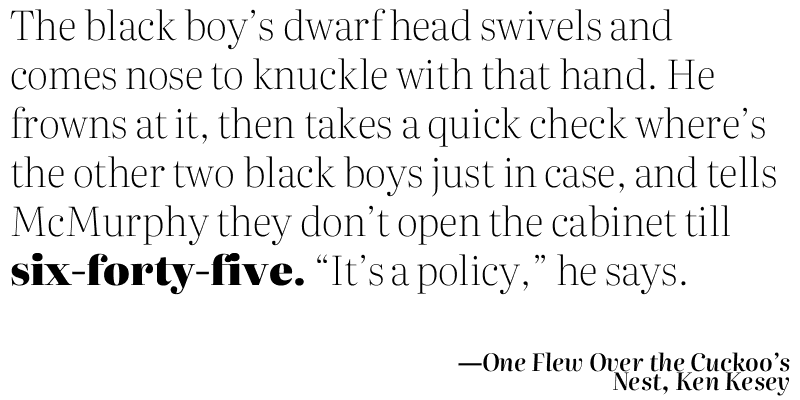 The black boy’s dwarf head swivels and
comes nose to knuckle with that hand. He
frowns at it, then takes a quick check where’s
the other two black boys just in case, and tells
McMurphy they don’t open the cabinet till
six-forty-five. “It’s a policy,” he says.
—One Flew Over the Cuckoo’s
Nest, Ken Kesey